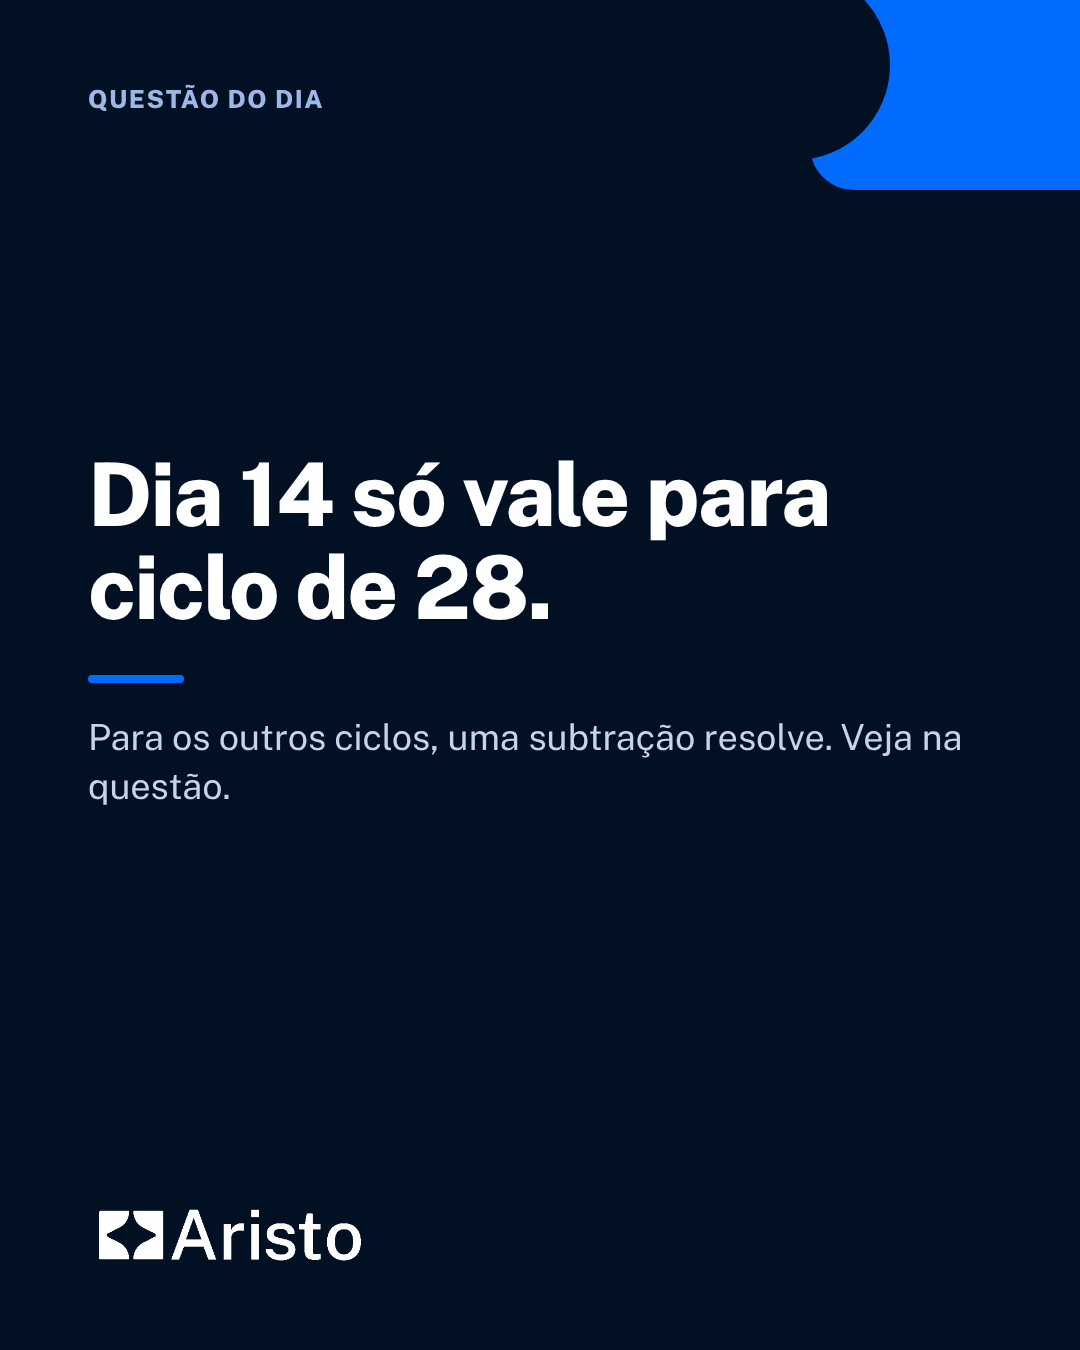 QUESTÃO DO DIA
Dia 14 só vale para
ciclo de 28.
Para os outros ciclos, uma subtração resolve. Veja na
questão.
Aristo